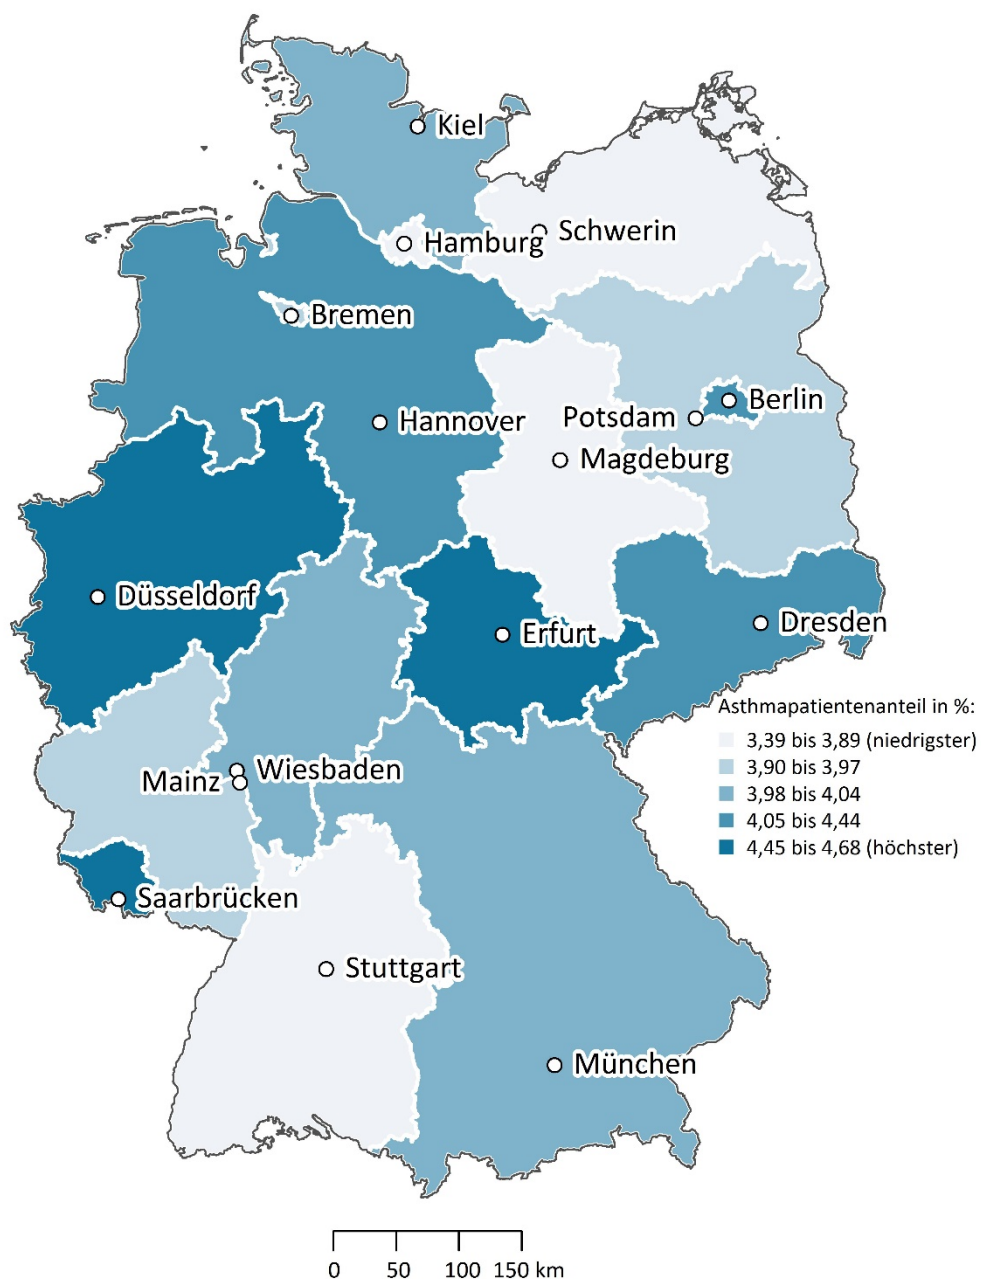 Kiel
Schwerin
Hamburg
Bremen
Berlin
Hannover
Potsdam
Magdeburg
Düsseldorf
Dresden
Erfurt
Asthmapatientenanteil in %:
3,39 bis 3,89 (niedrigster)
3,90 bis 3,97
3,98 bis 4,04
4,05 bis 4,44
4,45 bis 4,68 (höchster)
Wiesbaden
Mainz
Saarbrücken
Stuttgart
München
0 50 100 150 km